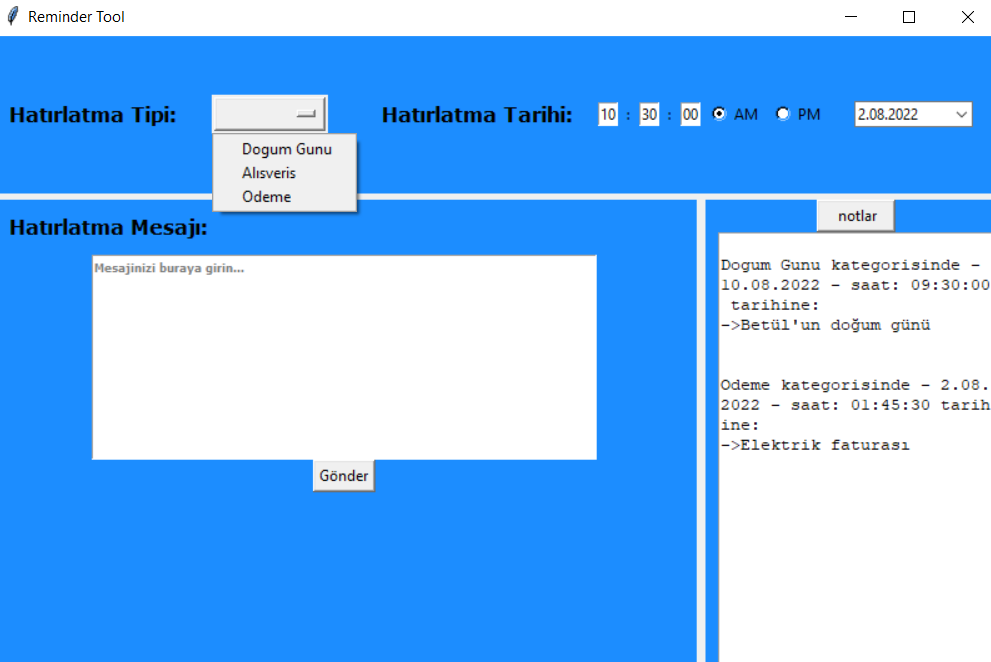 Reminder Tool
Hatırlatma Tipi:
Hatırlatma Tarihi:
10 : 30 : 00 AM PM
2.08.2022
Dogum Gunu
Alısveris
Odeme
Hatırlatma Mesajı:
Mesajinizi buraya girin...
Gönder
notlar
Dogum Gunu kategorisinde -
10.08.2022 - saat: 09:30:00
tarihine:
->Betül'un doğum günü
Odeme kategorisinde - 2.08.
2022 - saat: 01:45:30 tarih
ine:
->Elektrik faturası